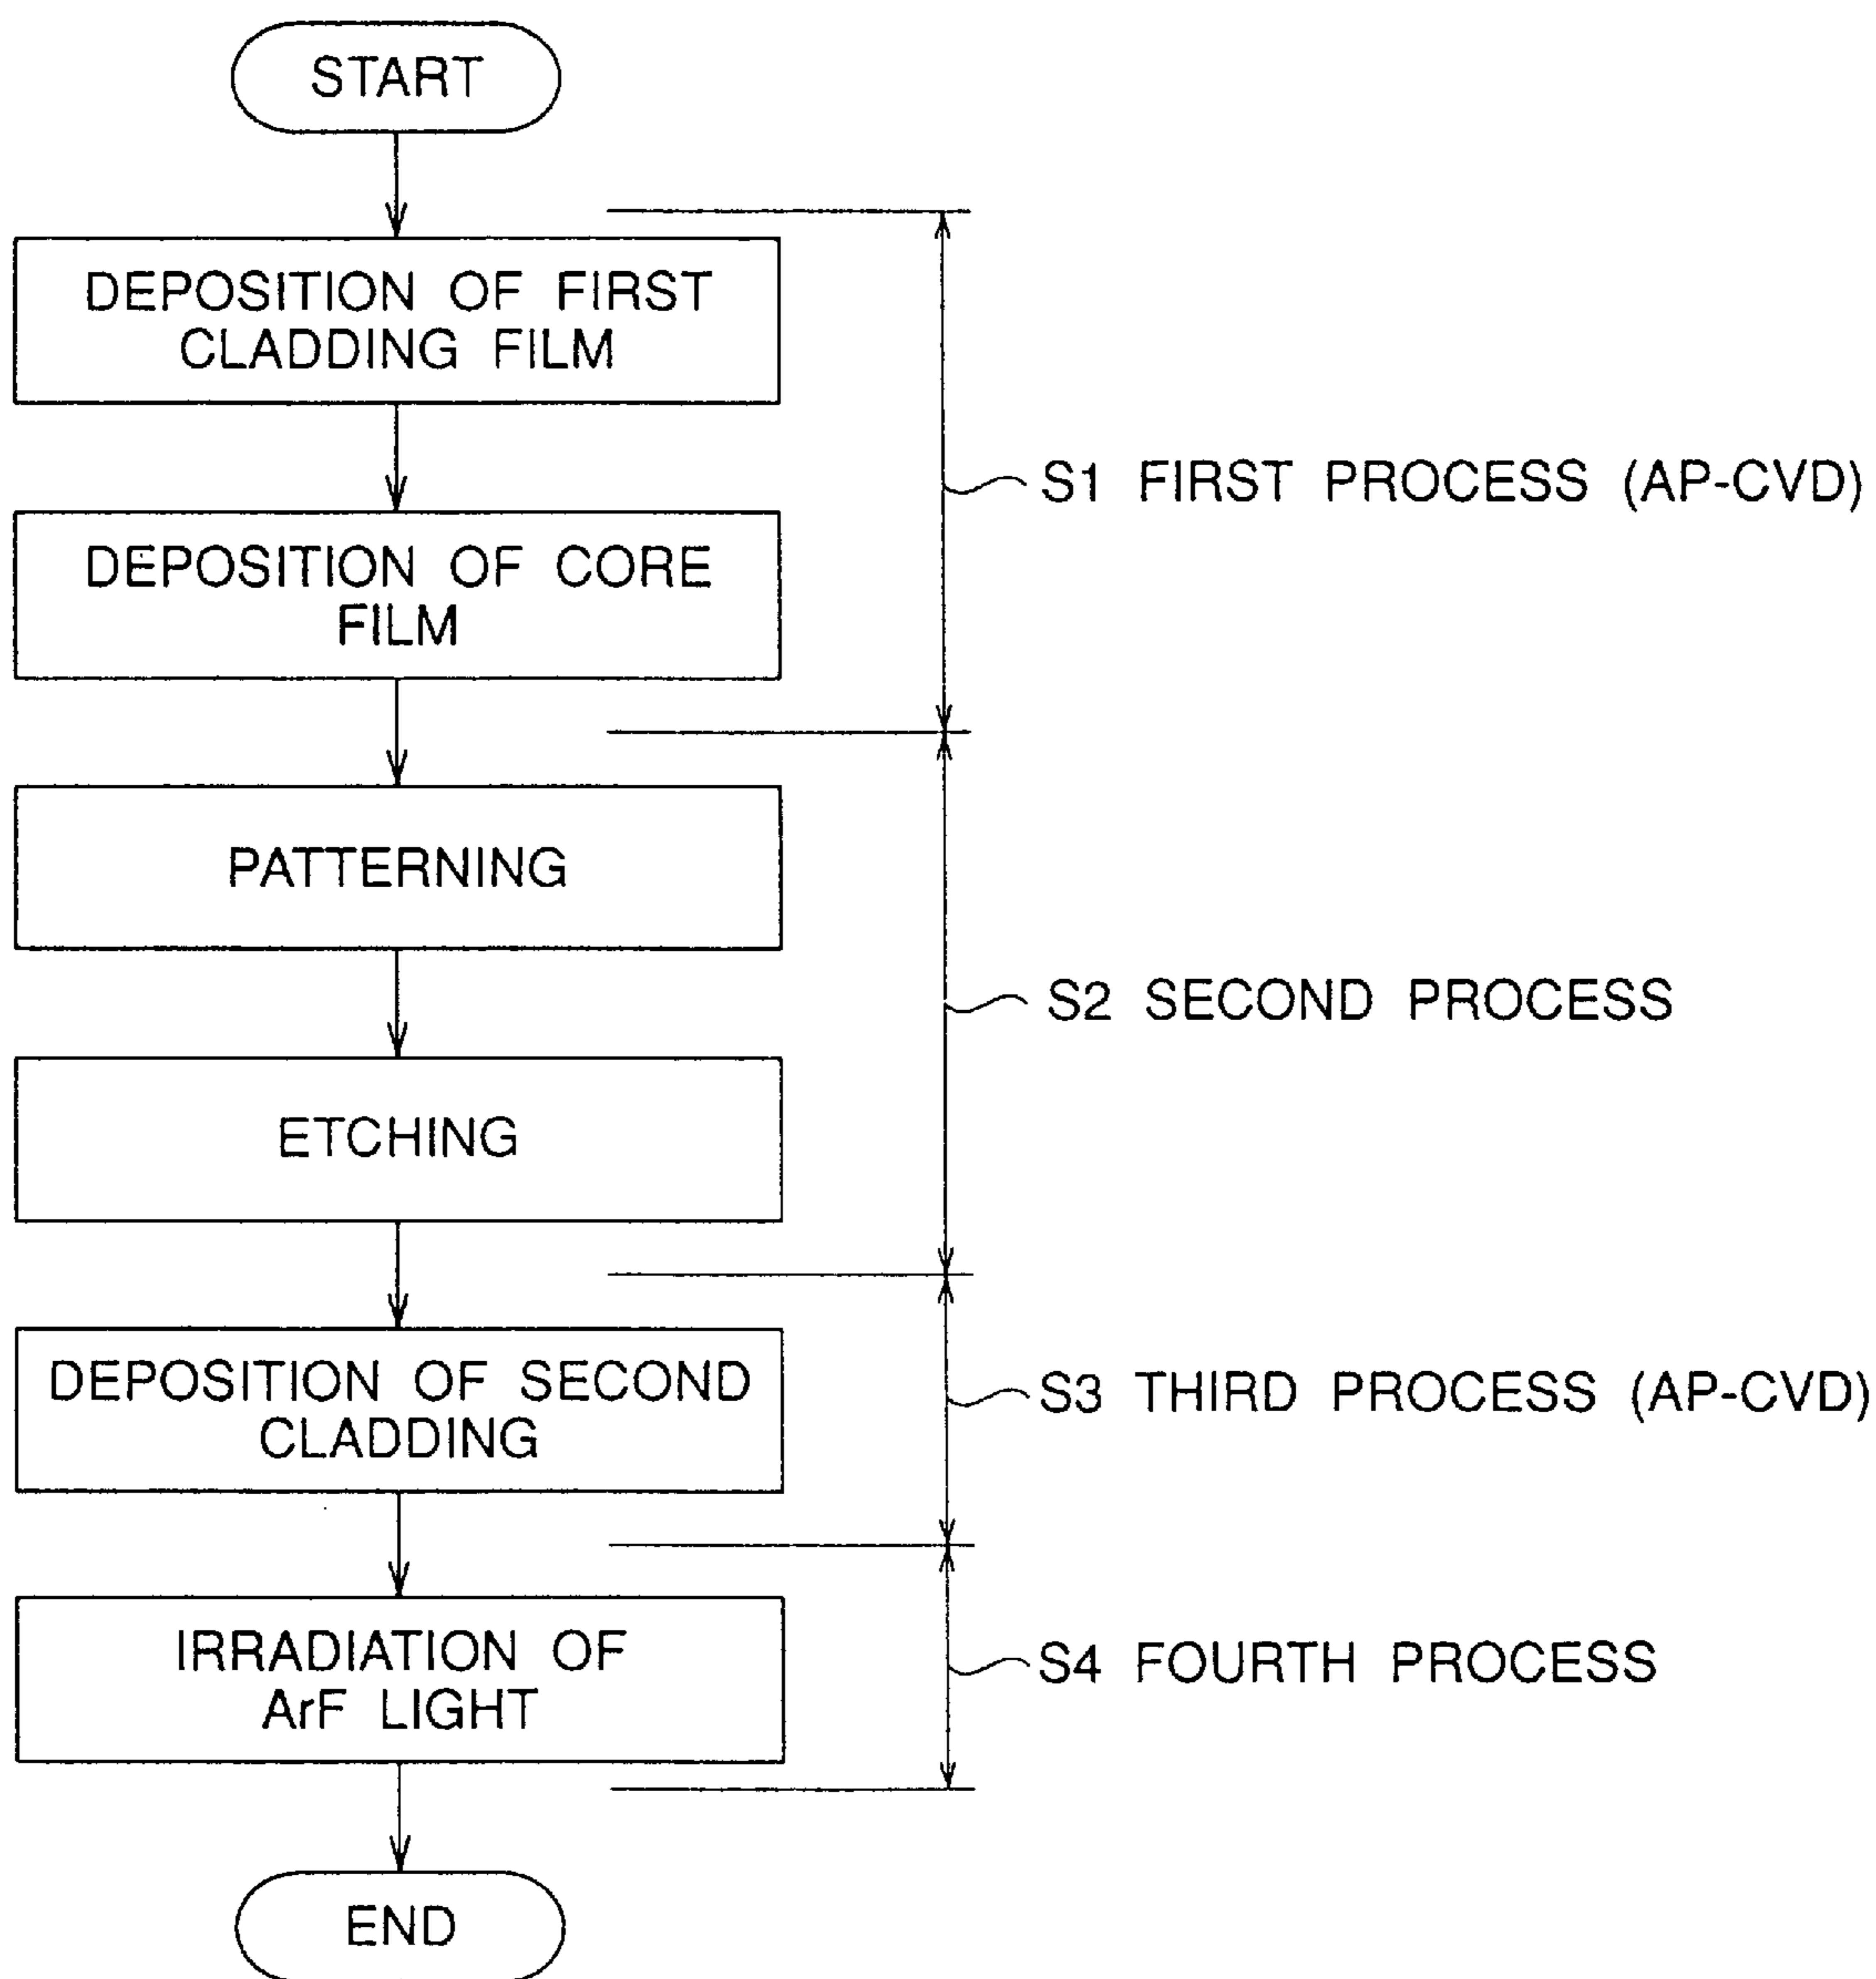 START
DEPOSITION OF FIRST
CLADDING FILM
S1 FIRST PROCESS (AP-CVD)
DEPOSITION OF CORE
FILM
PATTERNING
S2 SECOND PROCESS
ETCHING
DEPOSITION OF SECOND
CLADDING
S3 THIRD PROCESS (AP-CVD)
IRRADIATION OF
ArF LIGHT
S4 FOURTH PROCESS
END